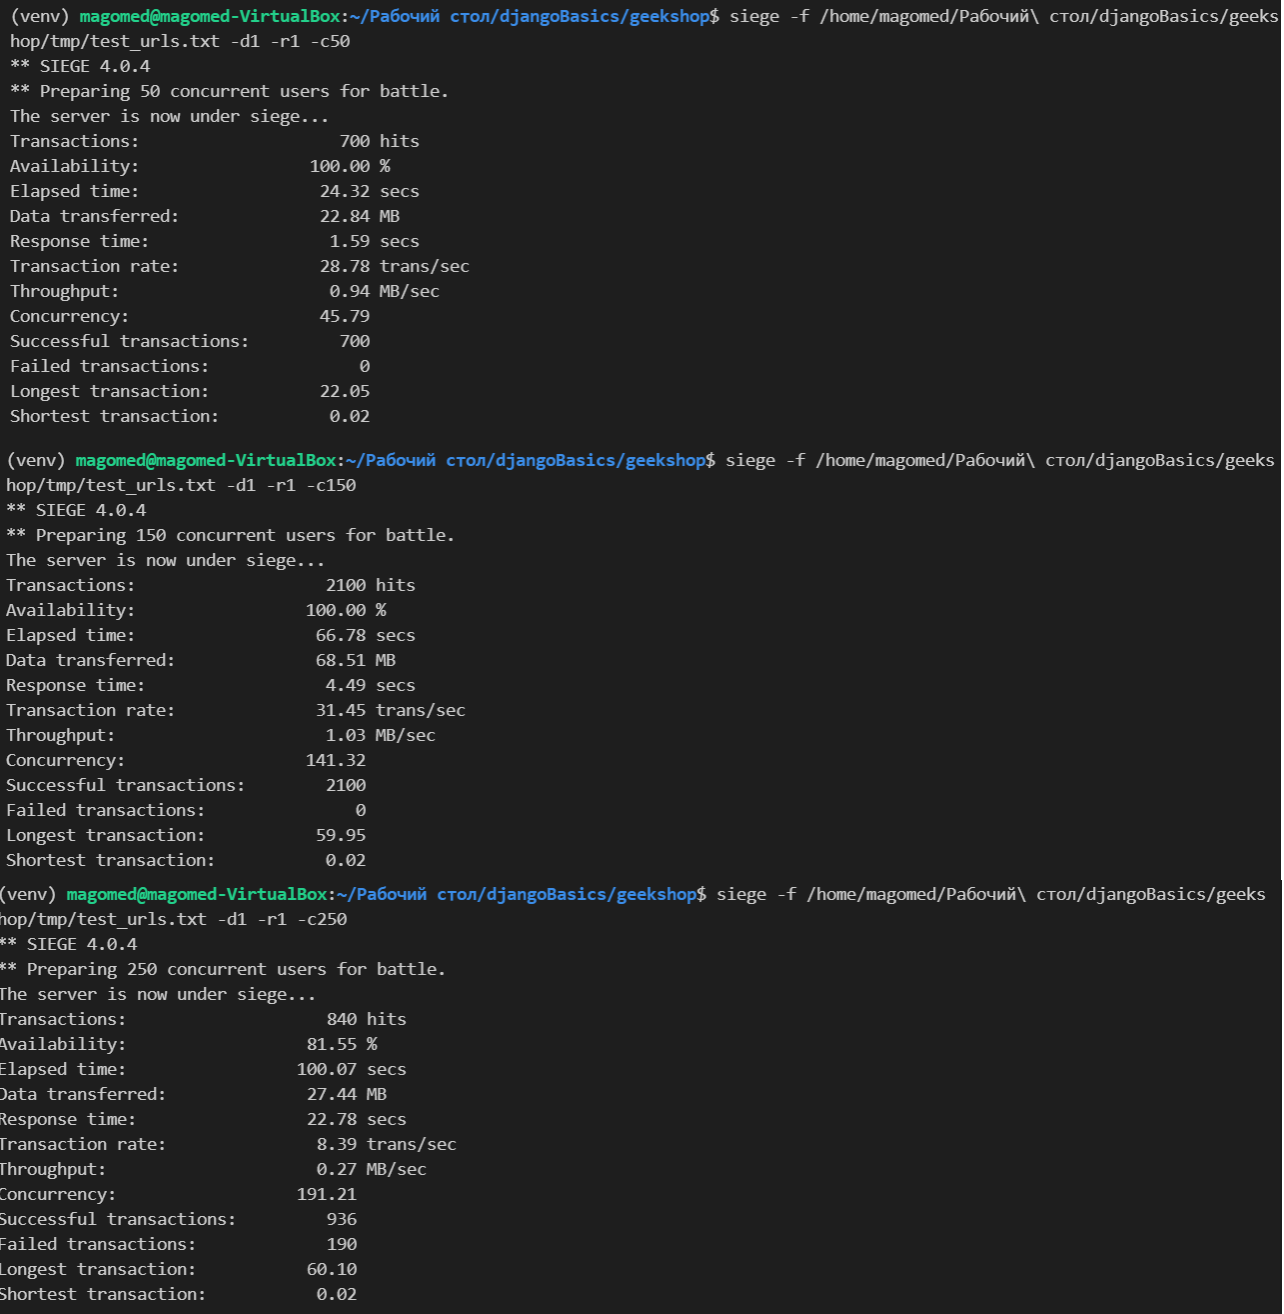 (venv) magomed@magomed-VirtualBox:~/Рабочий стол/djangoBasics/geekshop$ siege -f /home/magomed/Рабочий\ стол/djangoBasics/geeks
hop/tmp/test_urls.txt -d1 -r1 -c50
** SIEGE 4.0.4
** Preparing 50 concurrent users for battle.
The server is now under siege...
Transactions: 700 hits
Availability: 100.00 %
Elapsed time: 24.32 secs
Data transferred: 22.84 MB
Response time: 1.59 secs
Transaction rate: 28.78 trans/sec
Throughput: 0.94 MB/sec
Concurrency: 45.79
Successful transactions: 700
Failed transactions: 0
Longest transaction: 22.05
Shortest transaction: 0.02
(venv) magomed@magomed-VirtualBox:~/Рабочий стол/djangoBasics/geekshop$ siege -f /home/magomed/Рабочий\ стол/djangoBasics/geeks
hop/tmp/test_urls.txt -d1 -r1 -c150
** SIEGE 4.0.4
** Preparing 150 concurrent users for battle.
The server is now under siege...
Transactions: 2100 hits
Availability: 100.00 %
Elapsed time: 66.78 secs
Data transferred: 68.51 MB
Response time: 4.49 secs
Transaction rate: 31.45 trans/sec
Throughput: 1.03 MB/sec
Concurrency: 141.32
Successful transactions: 2100
Failed transactions: 0
Longest transaction: 59.95
Shortest transaction: 0.02
(venv) magomed@magomed-VirtualBox:~/Рабочий стол/djangoBasics/geekshop$ siege -f /home/magomed/Рабочий\ стол/djangoBasics/geeks
hop/tmp/test_urls.txt -d1 -r1 -c250
** SIEGE 4.0.4
** Preparing 250 concurrent users for battle.
The server is now under siege...
Transactions: 840 hits
Availability: 81.55 %
Elapsed time: 100.07 secs
Data transferred: 27.44 MB
Response time: 22.78 secs
Transaction rate: 8.39 trans/sec
Throughput: 0.27 MB/sec
Concurrency: 191.21
Successful transactions: 936
Failed transactions: 190
Longest transaction: 60.10
Shortest transaction: 0.02